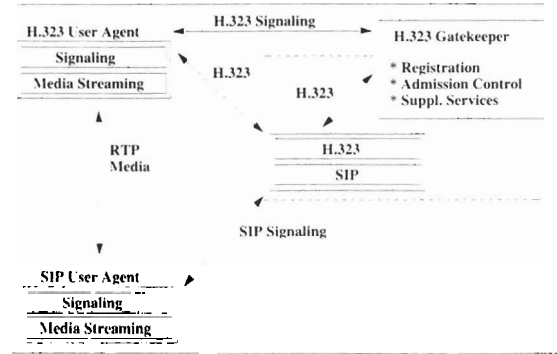 H.323 User Agent
Signaling
Media Streaming
H.323 Signaling
H.323 Gatekeeper
* Registration
* Admission Control
* Suppl. Services
H.323
H.323
RTP
Media
H.323
SIP
SIP Signaling
SIP User Agent
Signaling
Media Streaming